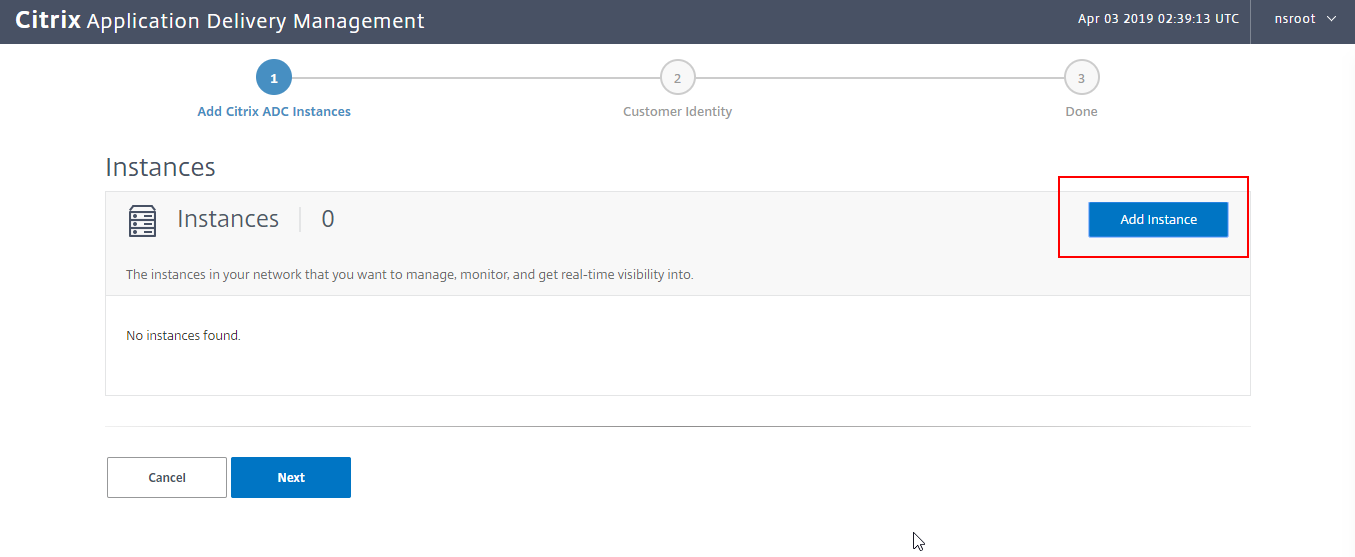 Citrix Application Delivery Management
Apr 03 2019 02:39:13 UTC
nsroot
1
2
3
Add Citrix ADC Instances
Customer Identity
Done
Instances
Instances
0
Add Instance
The instances in your network that you want to manage, monitor, and get real-time visibility into.
No instances found.
Cancel
Next